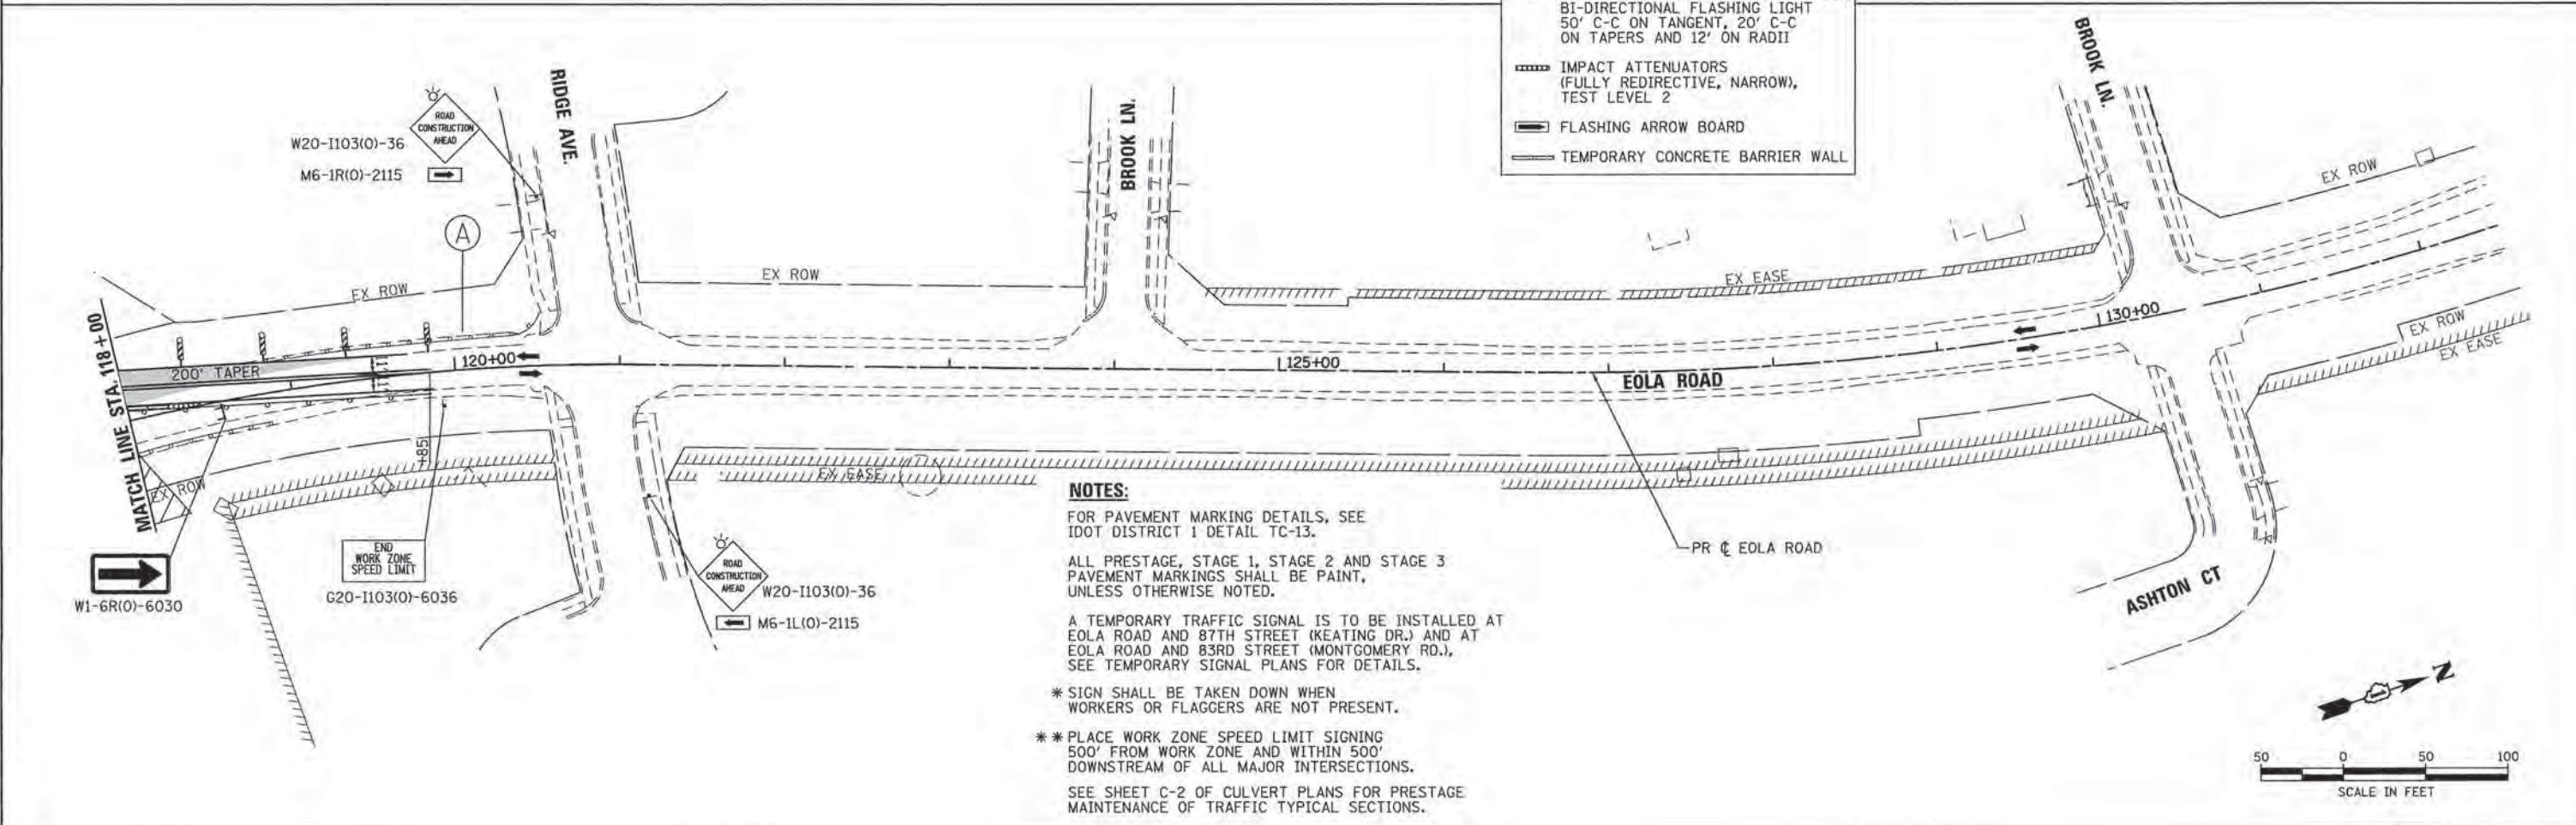 BI-DIRECTIONAL FLASHING LIGHT
50' C-C ON TANGENT, 20' C-C
ON TAPERS AND 12' ON RADII
IMPACT ATTENUATORS
(FULLY REDIRECTIVE, NARROW),
TEST LEVEL 2
FLASHING ARROW BOARD
TEMPORARY CONCRETE BARRIER WALL
ROAD
CONSTRUCTION
AHEAD
W20-I103(O)-36
M6-1R(O)-2115
RIDGE AVE.
BROOK LN.
BROOK LN.
A
EX ROW
EX ROW
EX EASE
EX ROW
MATCH LINE STA. 118+00
200' TAPER
11'
11'
120+00
125+00
130+00
EOLA ROAD
EX ROW
EX EASE
+85
EX ROW
EX EASE
END
WORK ZONE
SPEED LIMIT
G20-I103(O)-6036
W1-6R(O)-6030
ROAD
CONSTRUCTION
AHEAD
W20-I103(O)-36
M6-1L(O)-2115
PR ℄ EOLA ROAD
ASHTON CT
NOTES:
FOR PAVEMENT MARKING DETAILS, SEE
IDOT DISTRICT 1 DETAIL TC-13.
ALL PRESTAGE, STAGE 1, STAGE 2 AND STAGE 3
PAVEMENT MARKINGS SHALL BE PAINT,
UNLESS OTHERWISE NOTED.
A TEMPORARY TRAFFIC SIGNAL IS TO BE INSTALLED AT
EOLA ROAD AND 87TH STREET (KEATING DR.) AND AT
EOLA ROAD AND 83RD STREET (MONTGOMERY RD.),
SEE TEMPORARY SIGNAL PLANS FOR DETAILS.
* SIGN SHALL BE TAKEN DOWN WHEN
WORKERS OR FLAGGERS ARE NOT PRESENT.
* * PLACE WORK ZONE SPEED LIMIT SIGNING
500' FROM WORK ZONE AND WITHIN 500'
DOWNSTREAM OF ALL MAJOR INTERSECTIONS.
SEE SHEET C-2 OF CULVERT PLANS FOR PRESTAGE
MAINTENANCE OF TRAFFIC TYPICAL SECTIONS.
N
50 0 50 100
SCALE IN FEET